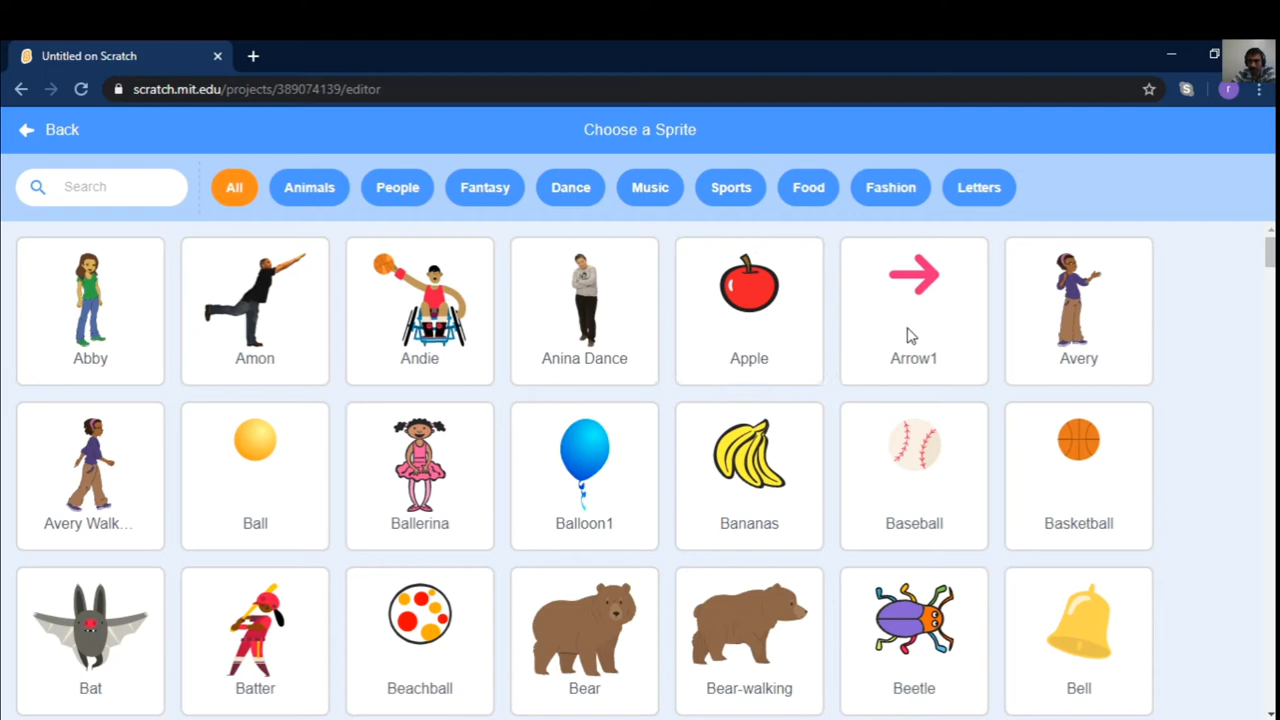 Untitled on Scratch
scratch.mit.edu/projects/389074139/editor
r
Back
Choose a Sprite
Search
All
Animals
People
Fantasy
Dance
Music
Sports
Food
Fashion
Letters
Abby
Amon
Andie
Anina Dance
Apple
Arrow1
Avery
Avery Walk...
Ball
Ballerina
Balloon1
Bananas
Baseball
Basketball
Bat
Batter
Beachball
Bear
Bear-walking
Beetle
Bell